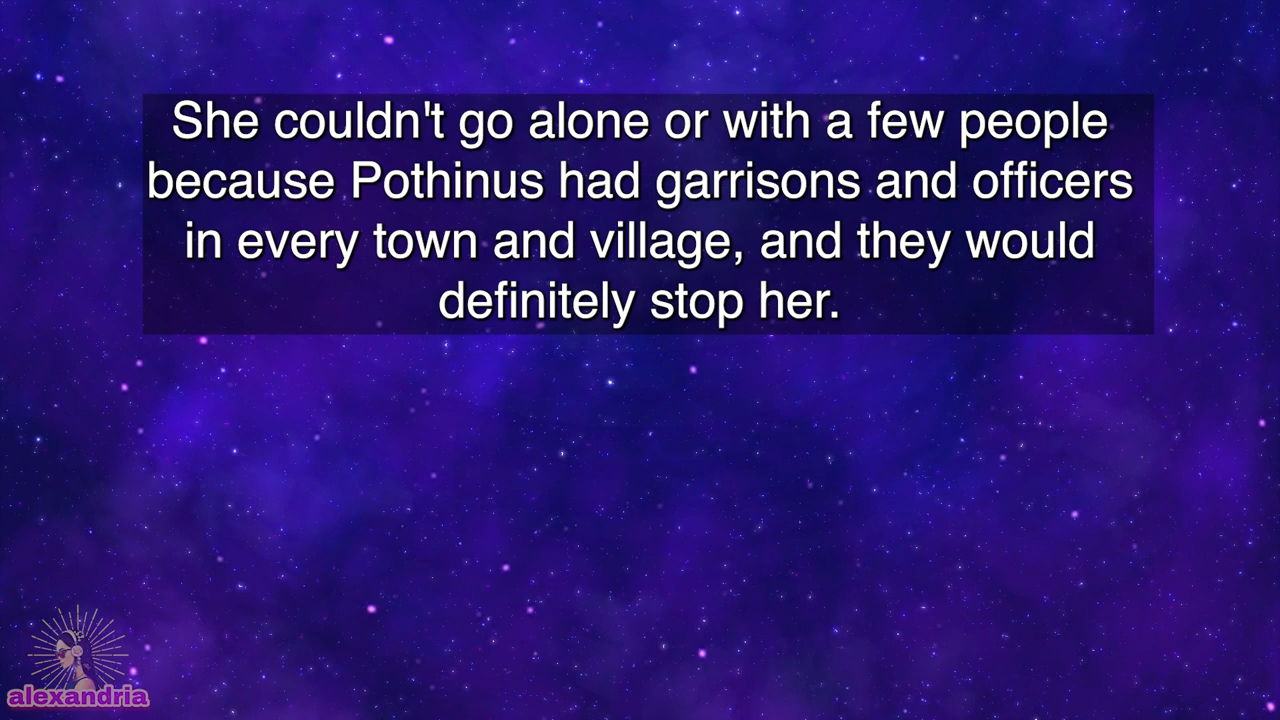 She couldn't go alone or with a few people
because Pothinus had garrisons and officers
in every town and village, and they would
definitely stop her.
alexandria